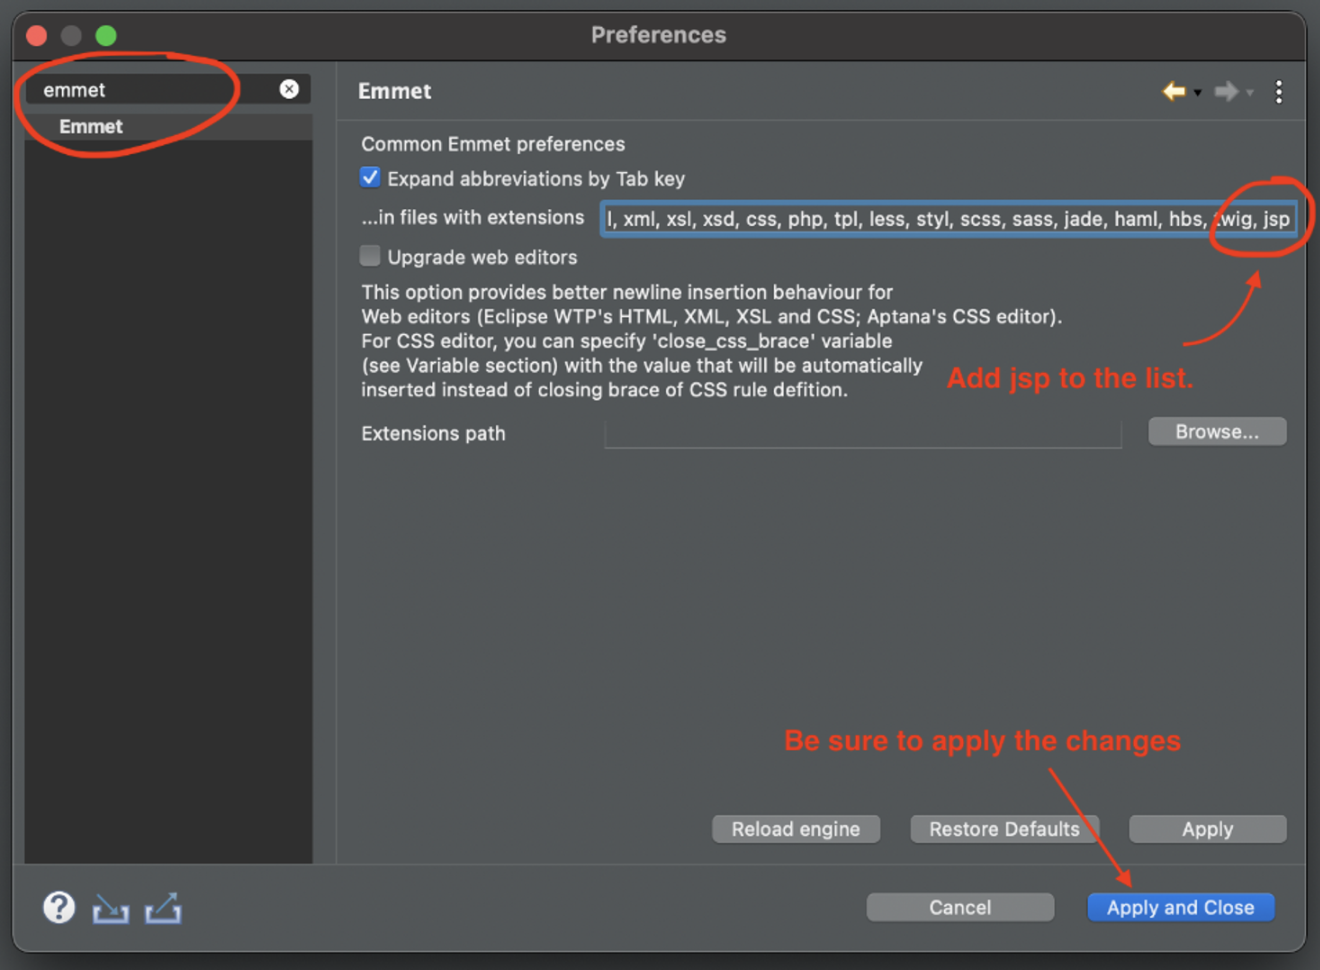 Preferences
emmet
Emmet
Emmet
Common Emmet preferences
Expand abbreviations by Tab key
...in files with extensions
l, xml, xsl, xsd, css, php, tpl, less, styl, scss, sass, jade, haml, hbs, twig, jsp
Upgrade web editors
This option provides better newline insertion behaviour for
Web editors (Eclipse WTP's HTML, XML, XSL and CSS; Aptana's CSS editor).
For CSS editor, you can specify 'close_css_brace' variable
(see Variable section) with the value that will be automatically
inserted instead of closing brace of CSS rule defition.
Add jsp to the list.
Extensions path
Browse...
Be sure to apply the changes
Reload engine
Restore Defaults
Apply
?
Cancel
Apply and Close